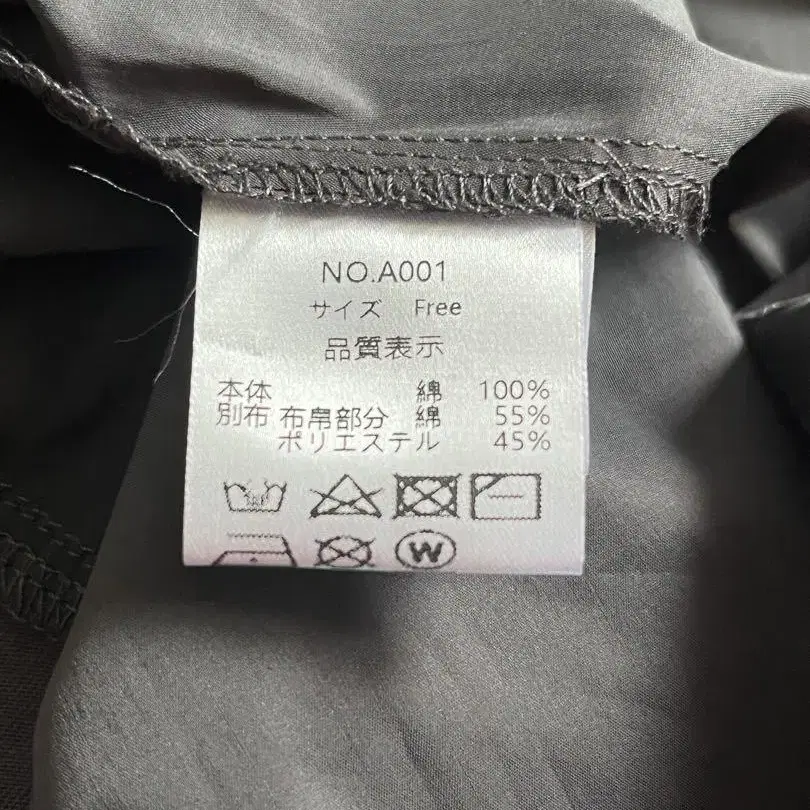 NO.A001
サイズ Free
品質表示
本体 綿 100%
別布 布帛部分 綿 55%
ポリエステル 45%
W